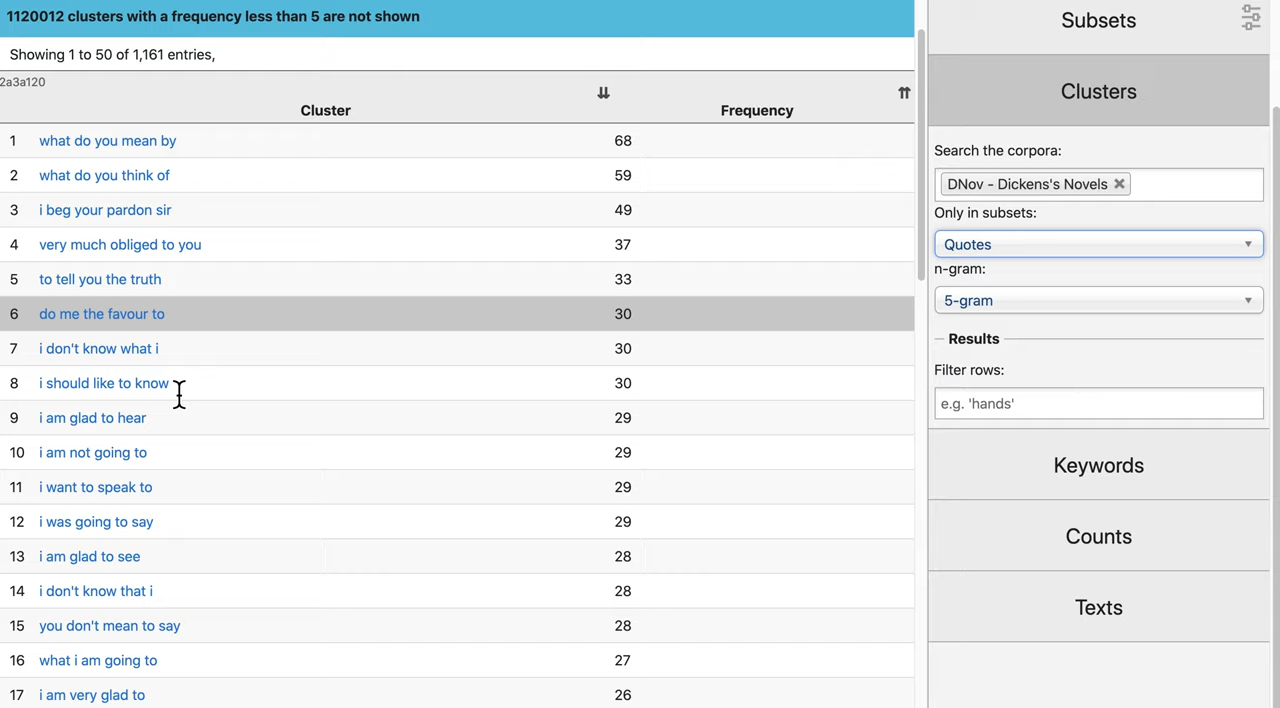 1120012 clusters with a frequency less than 5 are not shown
Showing 1 to 50 of 1,161 entries,
2a3a120
Cluster Frequency
1 what do you mean by 68
2 what do you think of 59
3 i beg your pardon sir 49
4 very much obliged to you 37
5 to tell you the truth 33
6 do me the favour to 30
7 i don't know what i 30
8 i should like to know 30
9 i am glad to hear 29
10 i am not going to 29
11 i want to speak to 29
12 i was going to say 29
13 i am glad to see 28
14 i don't know that i 28
15 you don't mean to say 28
16 what i am going to 27
17 i am very glad to 26
Subsets
Clusters
Search the corpora:
DNov - Dickens's Novels
Only in subsets:
Quotes
n-gram:
5-gram
Results
Filter rows:
e.g. 'hands'
Keywords
Counts
Texts